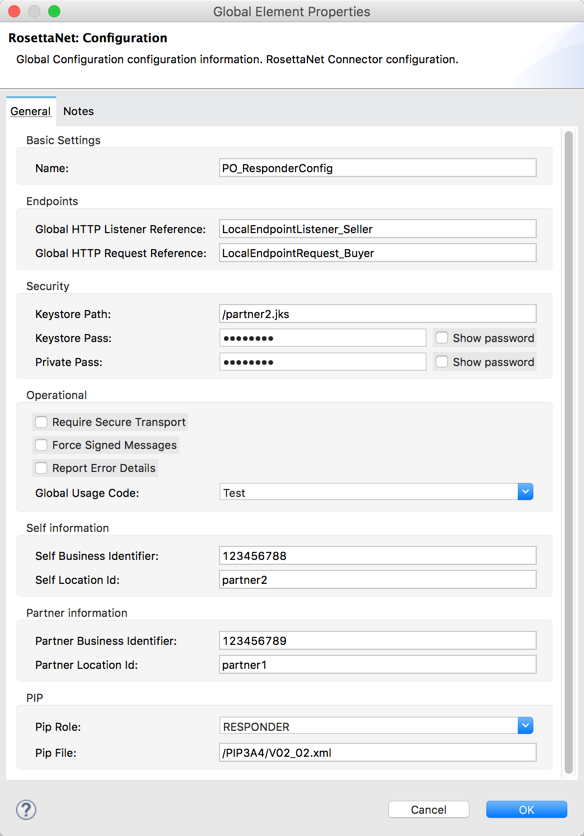 Global Element Properties
RosettaNet: Configuration
Global Configuration configuration information. RosettaNet Connector configuration.
General Notes
Basic Settings
Name: PO_ResponderConfig
Endpoints
Global HTTP Listener Reference: LocalEndpointListener_Seller
Global HTTP Request Reference: LocalEndpointRequest_Buyer
Security
Keystore Path: /partner2.jks
Keystore Pass: ●●●●●●●● Show password
Private Pass: ●●●●●●●● Show password
Operational
Require Secure Transport
Force Signed Messages
Report Error Details
Global Usage Code: Test
Self information
Self Business Identifier: 123456788
Self Location Id: partner2
Partner information
Partner Business Identifier: 123456789
Partner Location Id: partner1
PIP
Pip Role: RESPONDER
Pip File: /PIP3A4/V02_02.xml
? Cancel OK